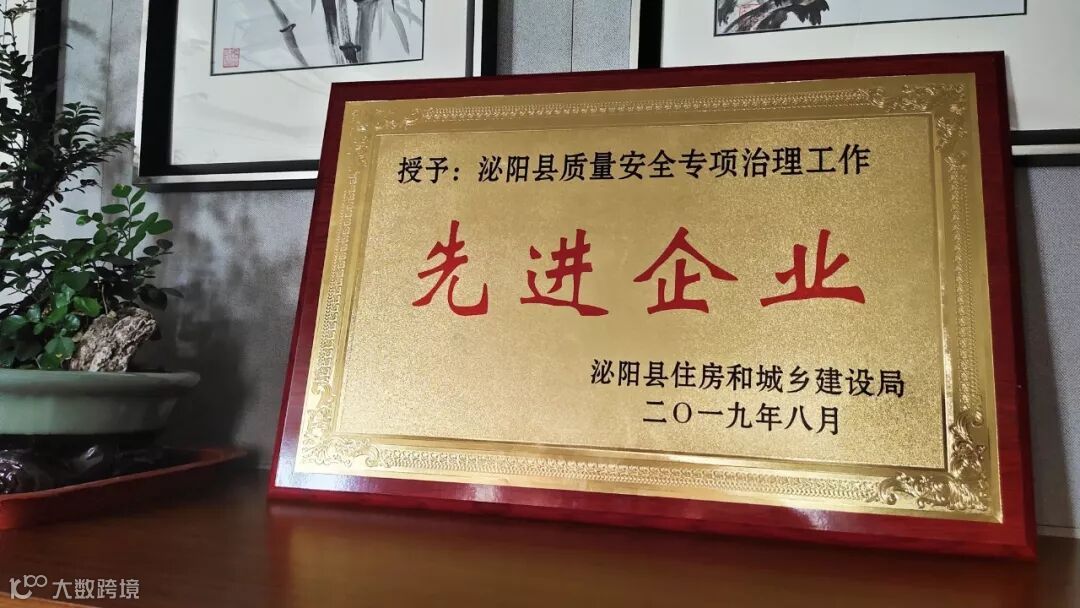 授予：泌阳县质量安全专项治理工作
先进企业
泌阳县住房和城乡建设局
二〇一九年八月
大数跨境